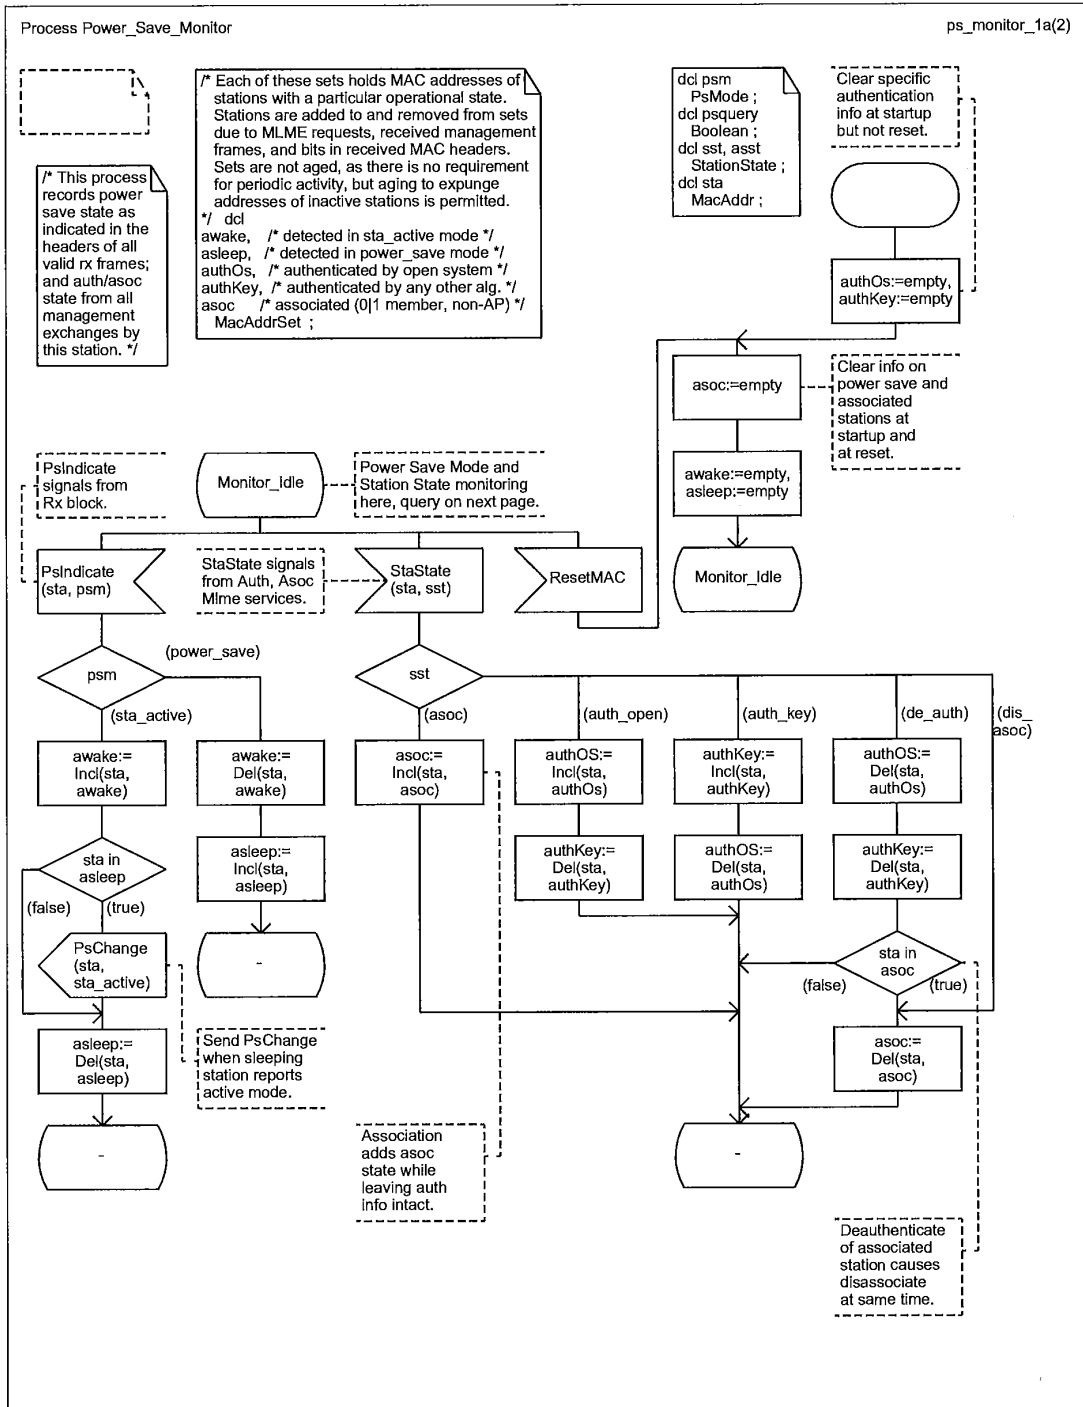 Process Power_Save_Monitor
ps_monitor_1a(2)
/* Each of these sets holds MAC addresses of
stations with a particular operational state.
Stations are added to and removed from sets
due to MLME requests, received management
frames, and bits in received MAC headers.
Sets are not aged, as there is no requirement
for periodic activity, but aging to expunge
addresses of inactive stations is permitted.
*/ dcl
awake, /* detected in sta_active mode */
asleep, /* detected in power_save mode */
authOs, /* authenticated by open system */
authKey, /* authenticated by any other alg. */
asoc /* associated (0|1 member, non-AP) */
MacAddrSet ;
/* This process
records power
save state as
indicated in the
headers of all
valid rx frames;
and auth/asoc
state from all
management
exchanges by
this station. */
dcl psm
PsMode ;
dcl psquery
Boolean ;
dcl sst, asst
StationState ;
dcl sta
MacAddr ;
Clear specific
authentication
info at startup
but not reset.
authOs:=empty,
authKey:=empty
asoc:=empty
Clear info on
power save and
associated
stations at
startup and
at reset.
awake:=empty,
asleep:=empty
Monitor_Idle
PsIndicate
signals from
Rx block.
Monitor_Idle
Power Save Mode and
Station State monitoring
here, query on next page.
PsIndicate
(sta, psm)
StaState signals
from Auth, Asoc
Mlme services.
StaState
(sta, sst)
ResetMAC
psm
(power_save)
(sta_active)
awake:=
Incl(sta,
awake)
awake:=
Del(sta,
awake)
sta in
asleep
(false)
(true)
asleep:=
Incl(sta,
asleep)
PsChange
(sta,
sta_active)
-
asleep:=
Del(sta,
asleep)
Send PsChange
when sleeping
station reports
active mode.
-
sst
(asoc)
(auth_open)
(auth_key)
(de_auth)
(dis_
asoc)
asoc:=
Incl(sta,
asoc)
authOS:=
Incl(sta,
authOs)
authKey:=
Incl(sta,
authKey)
authOS:=
Del(sta,
authOs)
authKey:=
Del(sta,
authKey)
authOS:=
Del(sta,
authOs)
authKey:=
Del(sta,
authKey)
sta in
asoc
(false)
(true)
asoc:=
Del(sta,
asoc)
-
Association
adds asoc
state while
leaving auth
info intact.
Deauthenticate
of associated
station causes
disassociate
at same time.